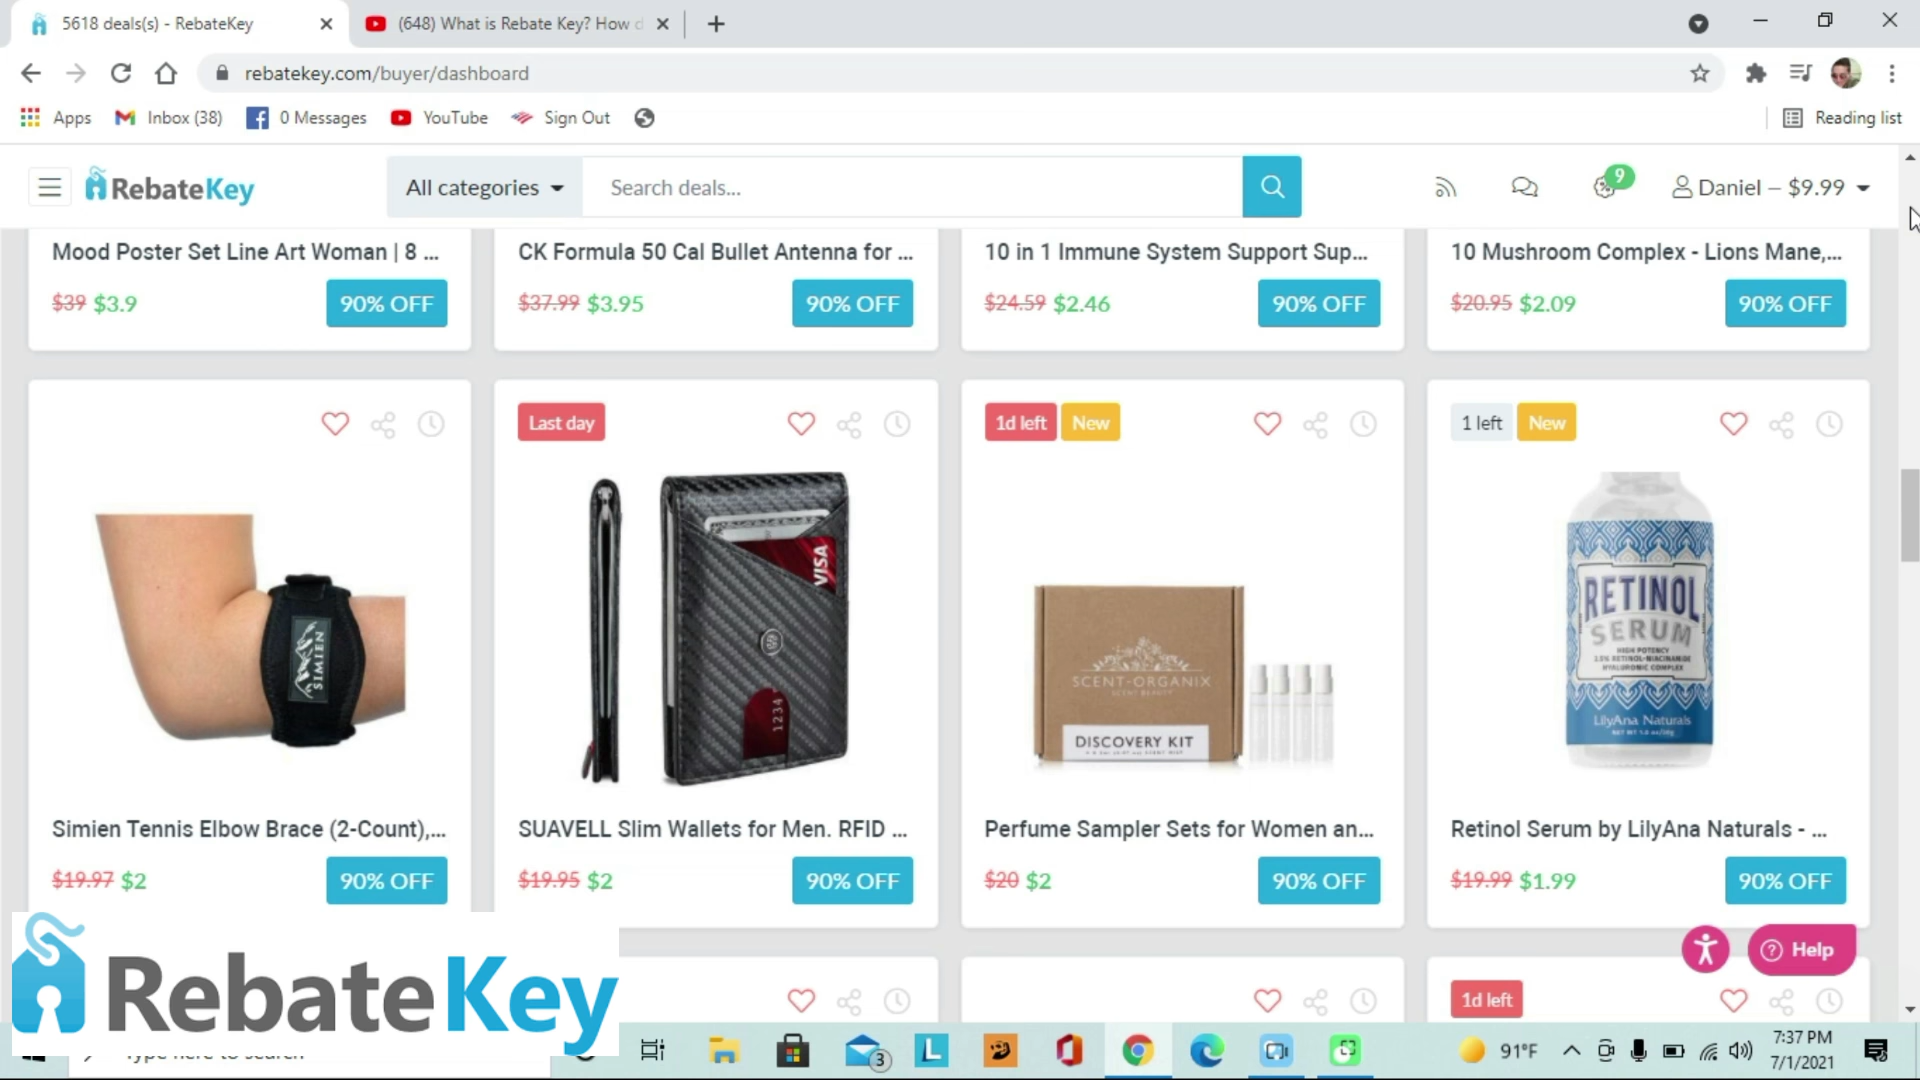 5618 deals(s) - RebateKey
(648) What is Rebate Key? How d
rebatekey.com/buyer/dashboard
Apps
Inbox (38)
0 Messages
YouTube
Sign Out
Reading list
RebateKey
All categories
Search deals...
9
Daniel – $9.99
Mood Poster Set Line Art Woman | 8 ...
$39 $3.9
90% OFF
CK Formula 50 Cal Bullet Antenna for ...
$37.99 $3.95
90% OFF
10 in 1 Immune System Support Sup...
$24.59 $2.46
90% OFF
10 Mushroom Complex - Lions Mane,...
$20.95 $2.09
90% OFF
SIMIEN
Simien Tennis Elbow Brace (2-Count),...
$19.97 $2
90% OFF
Last day
VISA
1234
SUAVELL Slim Wallets for Men. RFID ...
$19.95 $2
90% OFF
1d left
New
SCENT-ORGANIX
SCENT BEAUTY
DISCOVERY KIT
Perfume Sampler Sets for Women an...
$20 $2
90% OFF
1 left
New
RETINOL
SERUM
HIGH POTENCY
2.5% RETINOL-NIACINAMIDE
HYALURONIC COMPLEX
LilyAna Naturals
Retinol Serum by LilyAna Naturals - ...
$19.99 $1.99
90% OFF
Help
1d left
RebateKey
Type here to search
3
91°F
7:37 PM
7/1/2021